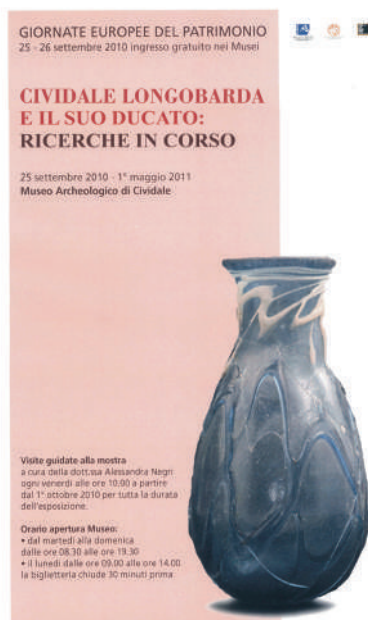 GIORNATE EUROPEE DEL PATRIMONIO
25 - 26 settembre 2010 ingresso gratuito nei Musei
CIVIDALE LONGOBARDA
E IL SUO DUCATO:
RICERCHE IN CORSO
25 settembre 2010 - 1° maggio 2011
Museo Archeologico di Cividale
Visite guidate alla mostra
a cura della dott.ssa Alessandra Negri
ogni venerdì alle ore 10.00 a partire
dal 1° ottobre 2010 per tutta la durata
dell'esposizione.
Orario apertura Museo:
• dal martedì alla domenica
dalle ore 08.30 alle ore 19.30
• il lunedì dalle ore 09.00 alle ore 14.00
la biglietteria chiude 30 minuti prima